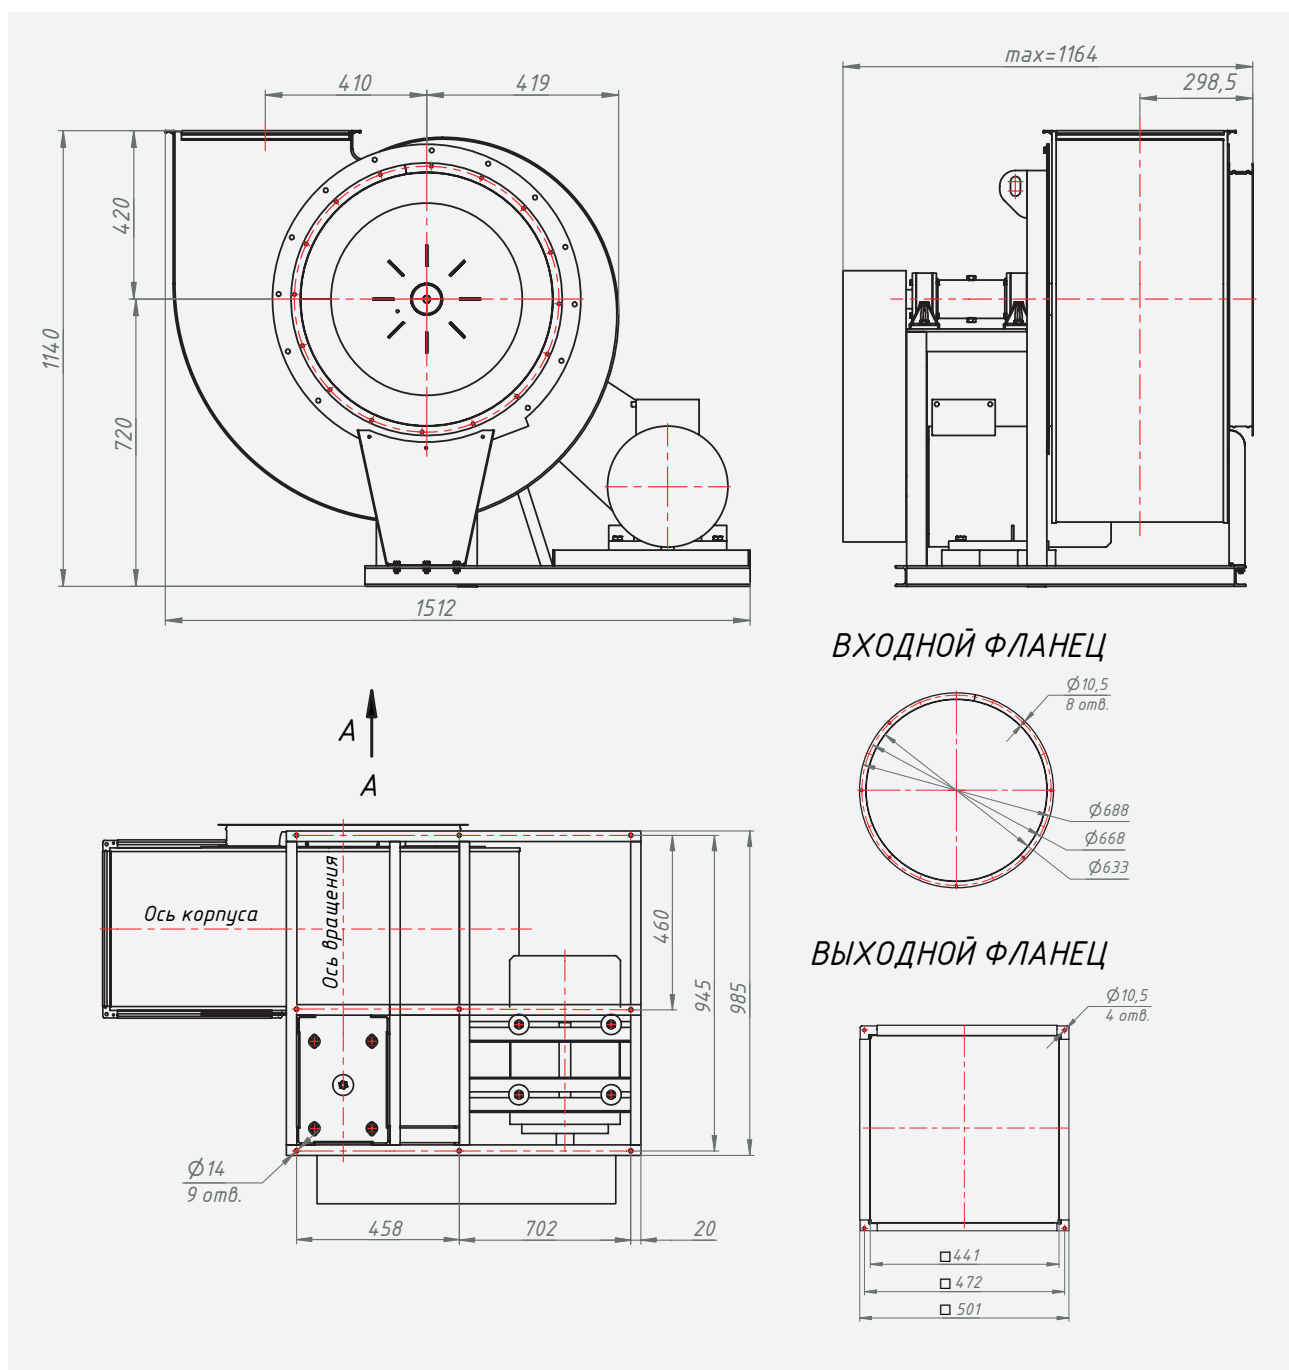 410
419
420
1140
720
1512
max=1164
298,5
ВХОДНОЙ ФЛАНЕЦ
Ø10,5
8 отв.
Ø688
Ø668
Ø633
А
А
Ось корпуса
Ось вращения
460
945
985
Ø14
9 отв.
458
702
20
ВЫХОДНОЙ ФЛАНЕЦ
Ø10,5
4 отв.
□441
□472
□501